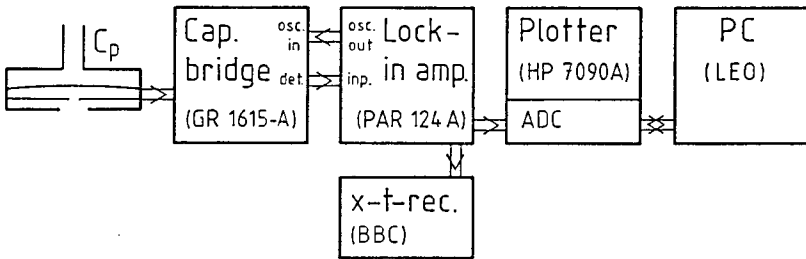 Cp
Cap.
bridge
(GR 1615-A)
osc.
in
det.
osc.
out
inp.
Lock-
in amp.
(PAR 124 A)
Plotter
(HP 7090A)
ADC
PC
(LEO)
x-t-rec.
(BBC)